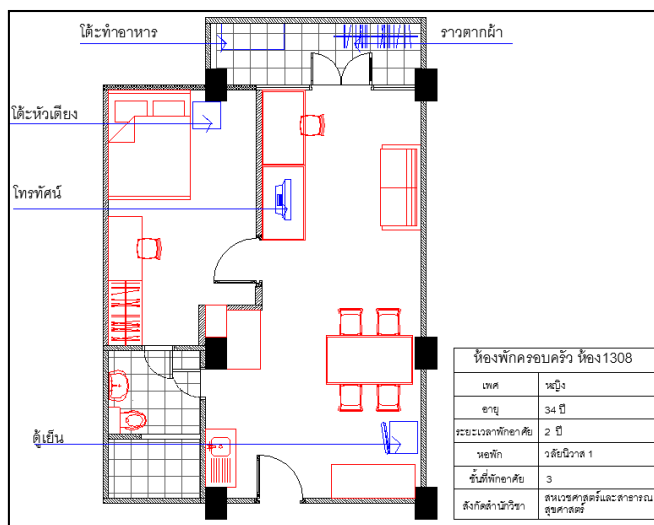 โต๊ะทำอาหาร
ราวตากผ้า
โต๊ะหัวเตียง
โทรทัศน์
ตู้เย็น
ห้องพักครอบครัว ห้อง1308
เพศ หญิง
อายุ 34 ปี
ระยะเวลาพักอาศัย 2 ปี
หอพัก วลัยนิวาส 1
ชั้นที่พักอาศัย 3
สังกัดสำนักวิชา สหเวชศาสตร์และสาธารณ
สุขศาสตร์